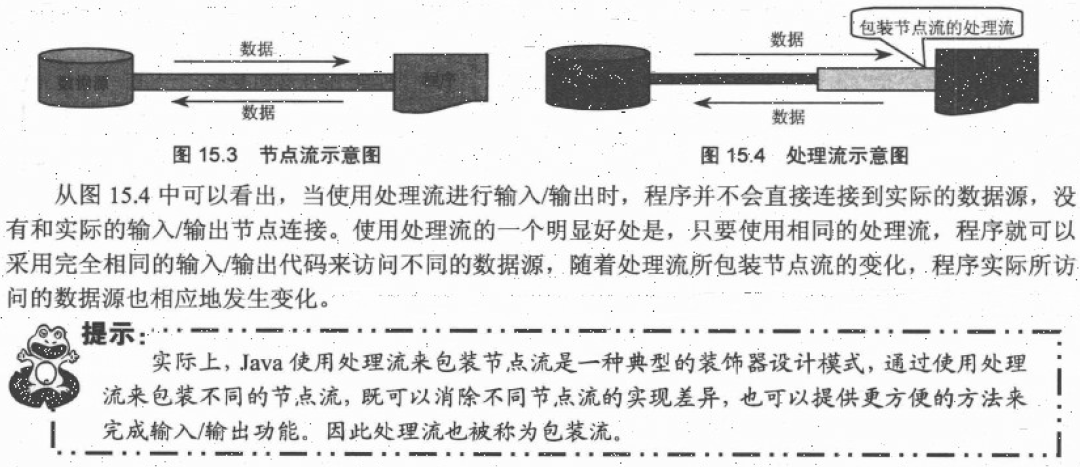 数据
数据源
程序
数据
图 15.3 节点流示意图
包装节点流的处理流
数据
数据
图 15.4 处理流示意图
从图 15.4 中可以看出，当使用处理流进行输入/输出时，程序并不会直接连接到实际的数据源，没
有和实际的输入/输出节点连接。使用处理流的一个明显好处是，只要使用相同的处理流，程序就可以
采用完全相同的输入/输出代码来访问不同的数据源，随着处理流所包装节点流的变化，程序实际所访
问的数据源也相应地发生变化。
提示：
实际上，Java 使用处理流来包装节点流是一种典型的装饰器设计模式，通过使用处理
流来包装不同的节点流，既可以消除不同节点流的实现差异，也可以提供更方便的方法来
完成输入/输出功能。因此处理流也被称为包装流。